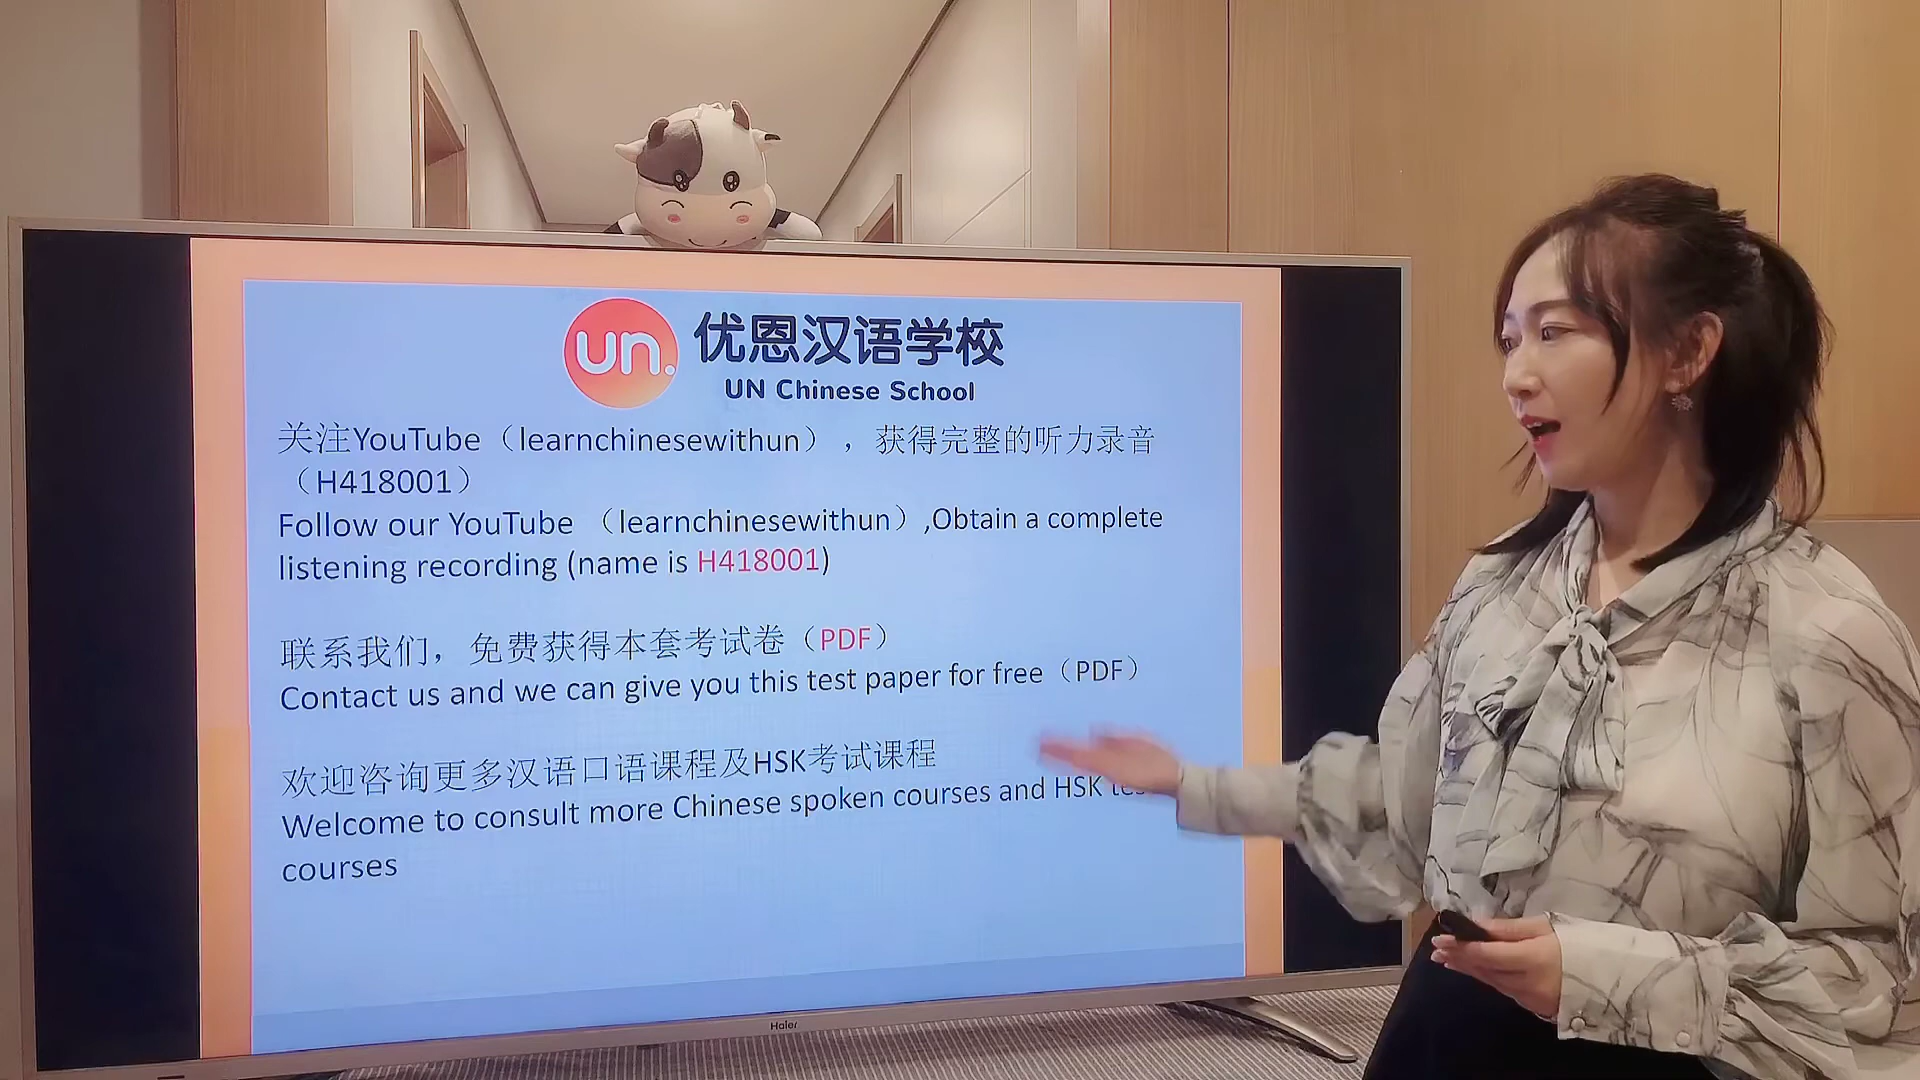 un.
优恩汉语学校
UN Chinese School
关注YouTube（learnchinesewithun），获得完整的听力录音
（H418001）
Follow our YouTube （learnchinesewithun）,Obtain a complete
listening recording (name is H418001)
联系我们，免费获得本套考试卷（PDF）
Contact us and we can give you this test paper for free（PDF）
欢迎咨询更多汉语口语课程及HSK考试课程
Welcome to consult more Chinese spoken courses and HSK
courses
Haier